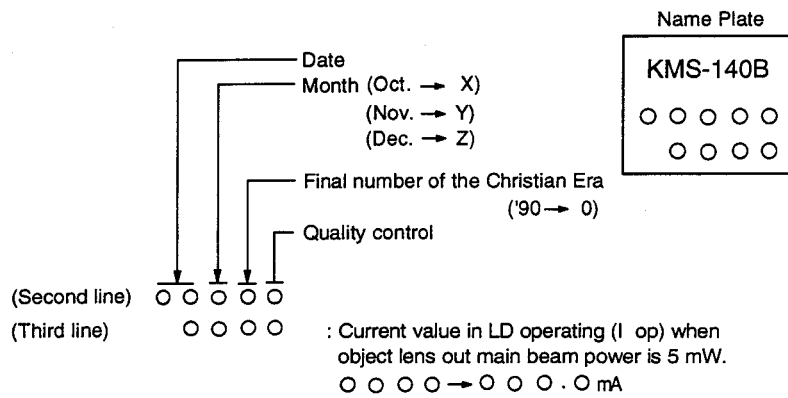 Name Plate
KMS-140B
○ ○ ○ ○ ○
○ ○ ○ ○
Date
Month (Oct. → X)
(Nov. → Y)
(Dec. → Z)
Final number of the Christian Era
('90 → 0)
Quality control
(Second line) ○ ○ ○ ○ ○
(Third line) ○ ○ ○ ○ : Current value in LD operating (I op) when
object lens out main beam power is 5 mW.
○ ○ ○ ○ → ○ ○ ○ . ○ mA